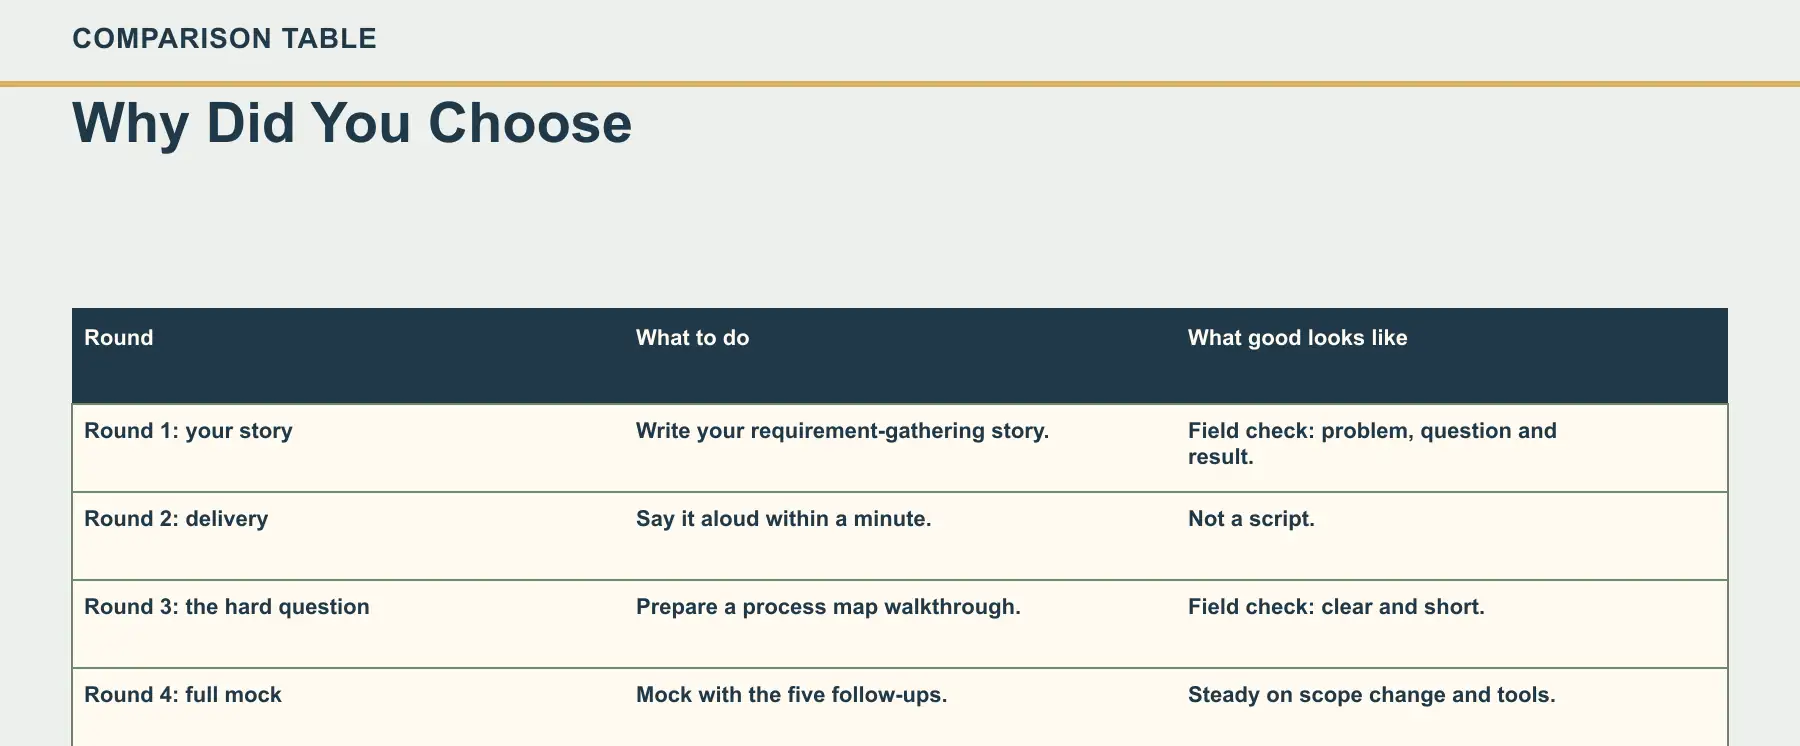 COMPARISON TABLE
Why Did You Choose
Round What to do What good looks like
Round 1: your story Write your requirement-gathering story. Field check: problem, question and
result.
Round 2: delivery Say it aloud within a minute. Not a script.
Round 3: the hard question Prepare a process map walkthrough. Field check: clear and short.
Round 4: full mock Mock with the five follow-ups. Steady on scope change and tools.